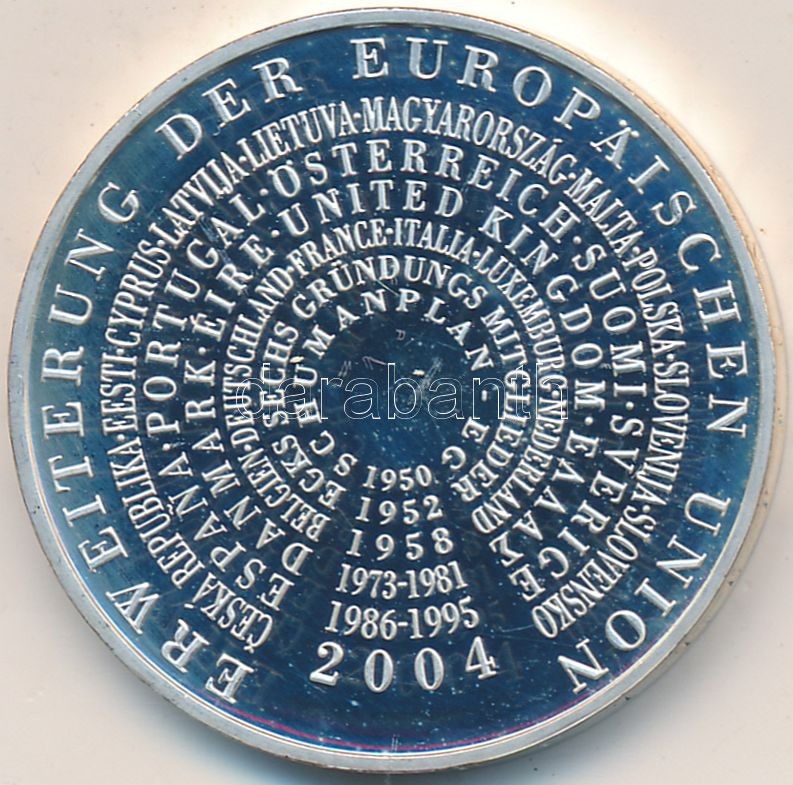 ERWEITERUNG DER EUROPÄISCHEN UNION
ČESKÁ REPUBLIKA·EESTI·CYPRUS·LATVIJA·LIETUVA·MAGYARORSZÁG·MALTA·POLSKA·SLOVENIJA·SLOVENSKO
ESPAÑA·PORTUGAL·ÖSTERREICH·SUOMI·SVERIGE
DANMARK·ÉIRE·UNITED KINGDOM·ΕΛΛΑΣ
BELGIEN·DEUTSCHLAND·FRANCE·ITALIA·LUXEMBURG·NEDERLAND
SECHS GRÜNDUNGS MITGLIEDER
SCHUMANPLAN-EG
1950
1952
1958
1973-1981
1986-1995
2004
darabanth